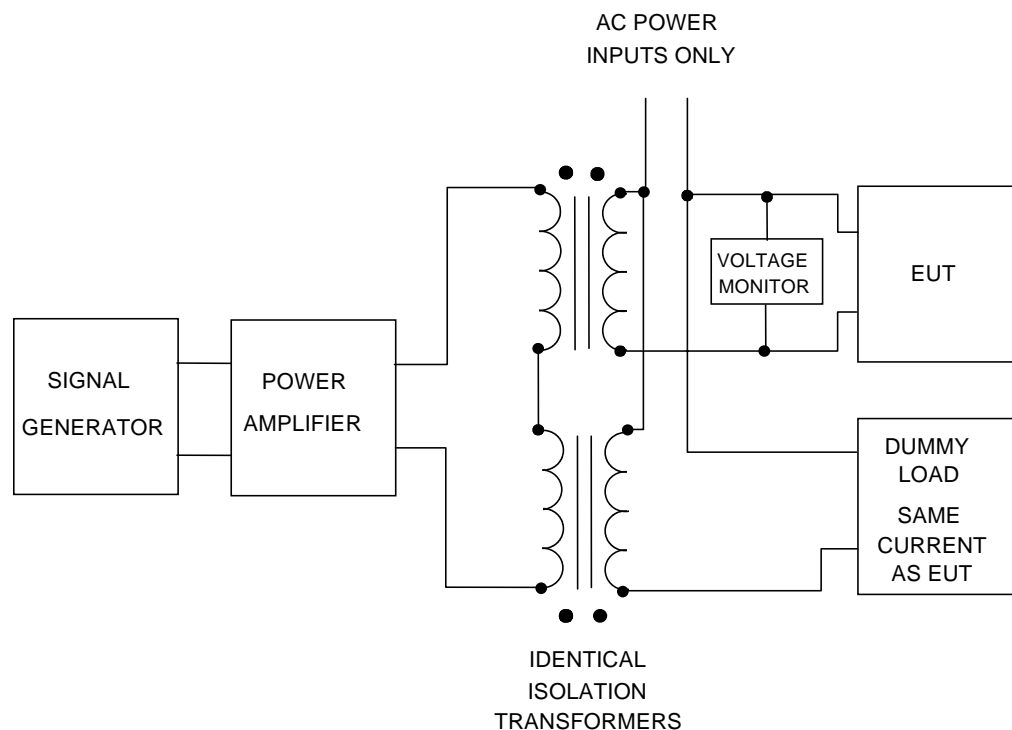 AC POWER
INPUTS ONLY
VOLTAGE
MONITOR
EUT
SIGNAL
GENERATOR
POWER
AMPLIFIER
DUMMY
LOAD
SAME
CURRENT
AS EUT
IDENTICAL
ISOLATION
TRANSFORMERS